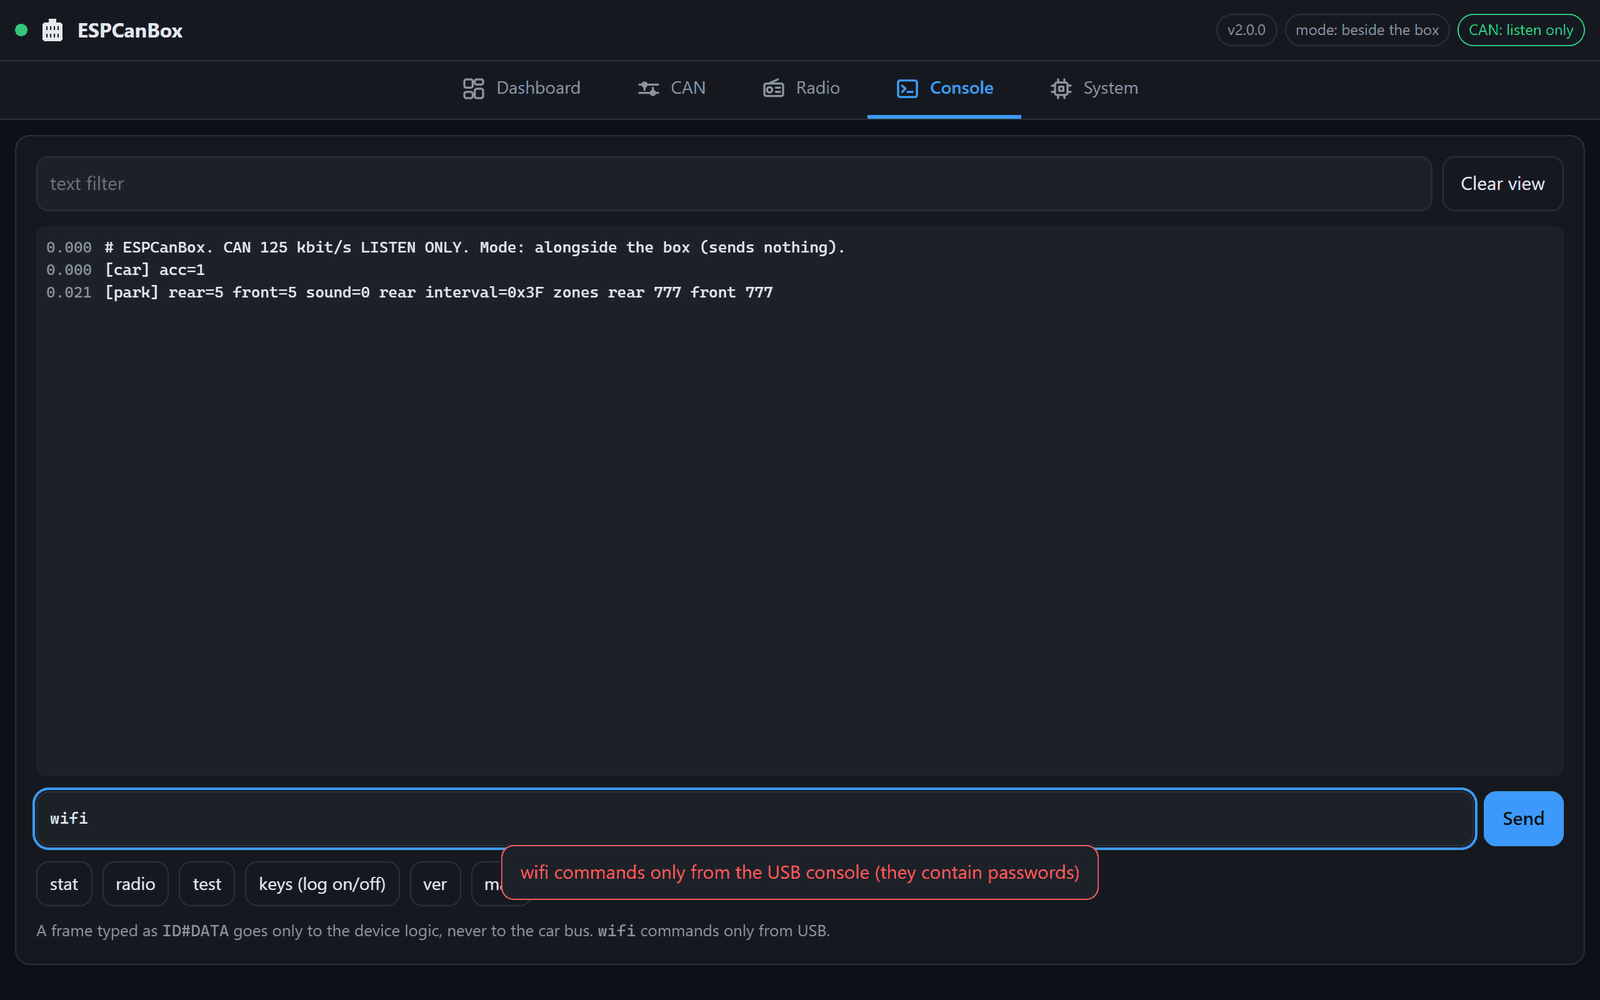 ESPCanBox
v2.0.0
mode: beside the box
CAN: listen only
Dashboard
CAN
Radio
Console
System
text filter
Clear view
0.000 # ESPCanBox. CAN 125 kbit/s LISTEN ONLY. Mode: alongside the box (sends nothing).
0.000 [car] acc=1
0.021 [park] rear=5 front=5 sound=0 rear interval=0x3F zones rear 777 front 777
wifi
Send
wifi commands only from the USB console (they contain passwords)
stat
radio
test
keys (log on/off)
ver
A frame typed as ID#DATA goes only to the device logic, never to the car bus. wifi commands only from USB.